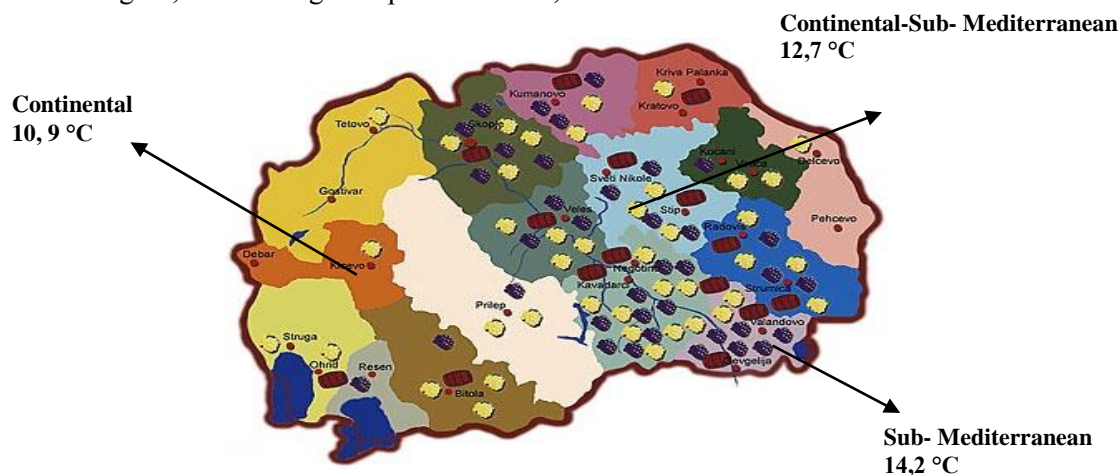 Continental-Sub- Mediterranean
12,7 °C
Continental
10, 9 °C
Kriva Palanka
Kumanovo
Kratovo
Tetovo
Skopje
Kocani
Vinica
Delcevo
Sveti Nikole
Gostivar
Stip
Veles
Pehcevo
Radovis
Debar
Kicevo
Negotino
Kavadarci
Strumica
Prilep
Valandovo
Struga
Ohrid
Resen
Gevgelija
Bitola
Sub- Mediterranean
14,2 °C